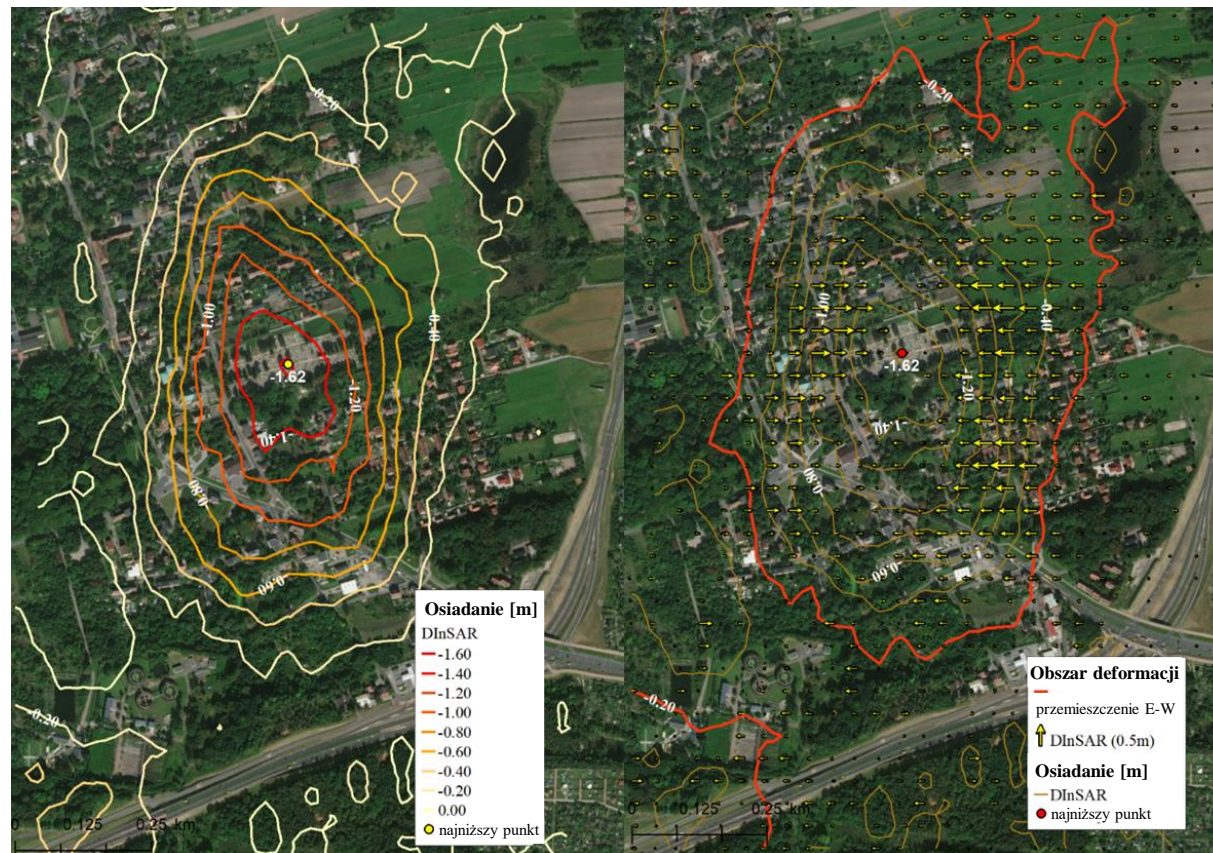 -0.20
-0.40
-1.00
-1.62
-1.20
-1.40
-0.80
-0.60
-0.20
0 0.125 0.25 km
Osiadanie [m]
DInSAR
-1.60
-1.40
-1.20
-1.00
-0.80
-0.60
-0.40
-0.20
0.00
najniższy punkt
-0.20
-0.40
-1.00
-1.62
-1.20
-1.40
-0.80
-0.60
-0.20
0 0.125 0.25 km
Obszar deformacji
przemieszczenie E-W
DInSAR (0.5m)
Osiadanie [m]
DInSAR
najniższy punkt